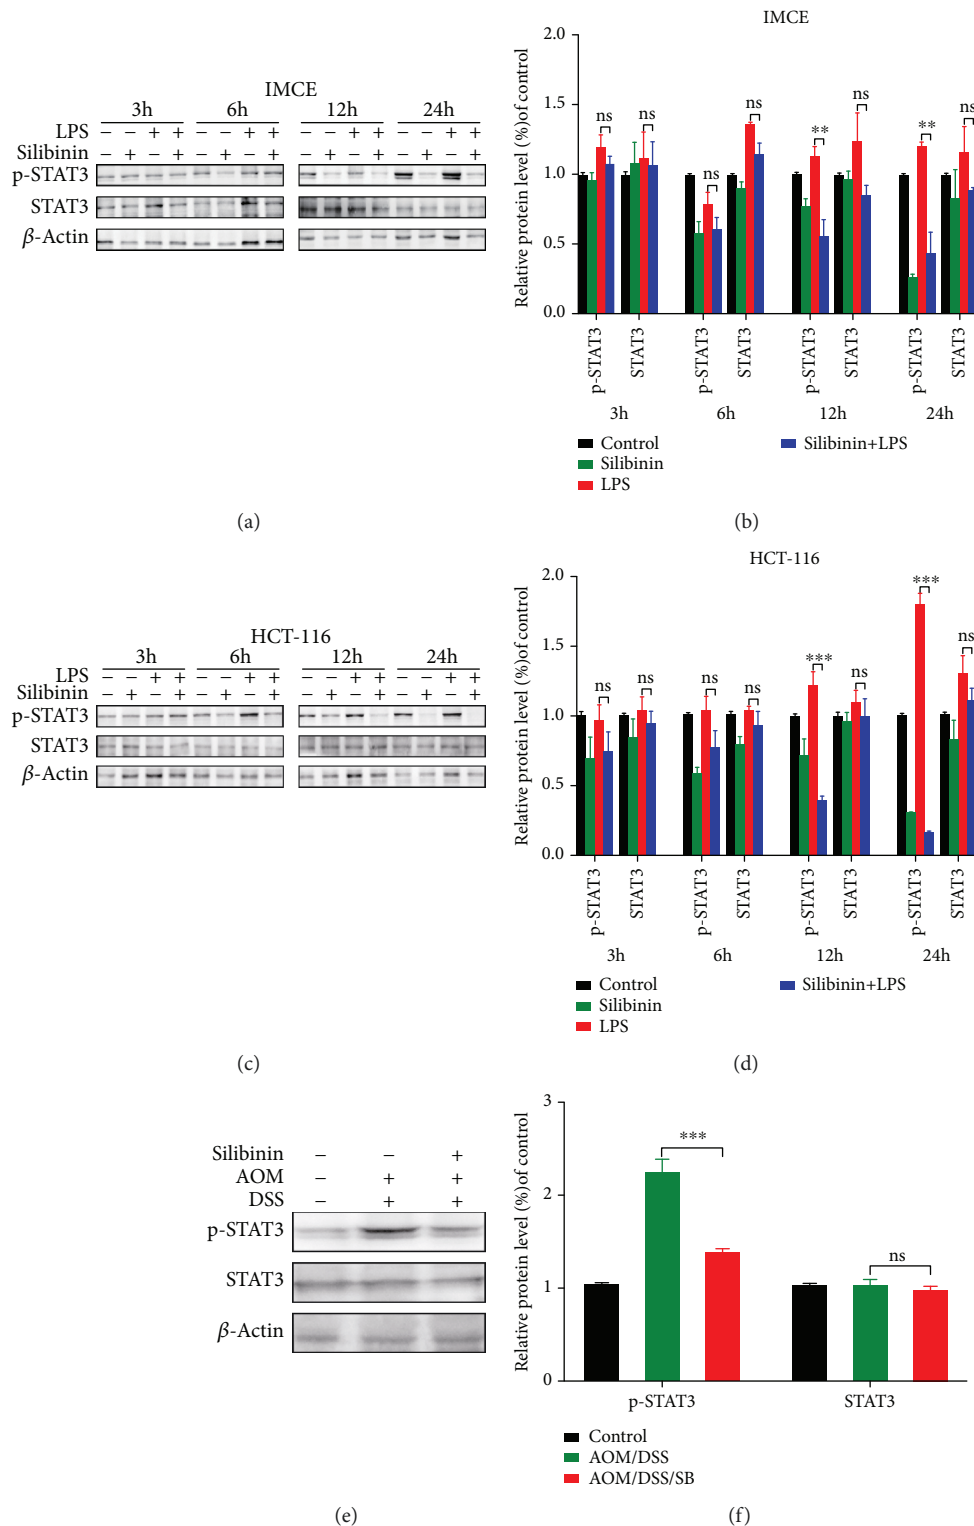 IMCE
3h 6h 12h 24h
LPS − − + + − − + + − − + + − − + +
Silibinin − + − + − + − + − + − + − + − +
p-STAT3
STAT3
β-Actin
(a)
IMCE
Relative protein level (%)of control
2.0
1.5
1.0
0.5
0.0
ns ns ns ns ** ns ** ns
p-STAT3 STAT3 p-STAT3 STAT3 p-STAT3 STAT3 p-STAT3 STAT3
3h 6h 12h 24h
Control Silibinin+LPS
Silibinin
LPS
(b)
HCT-116
3h 6h 12h 24h
LPS − − + + − − + + − − + + − − + +
Silibinin − + − + − + − + − + − + − + − +
p-STAT3
STAT3
β-Actin
(c)
HCT-116
Relative protein level (%)of control
2.0
1.5
1.0
0.5
0.0
ns ns ns ns *** ns *** ns
p-STAT3 STAT3 p-STAT3 STAT3 p-STAT3 STAT3 p-STAT3 STAT3
3h 6h 12h 24h
Control Silibinin+LPS
Silibinin
LPS
(d)
Silibinin − − +
AOM − + +
DSS − + +
p-STAT3
STAT3
β-Actin
(e)
Relative protein level (%)of control
3
2
1
0
*** ns
p-STAT3 STAT3
Control
AOM/DSS
AOM/DSS/SB
(f)